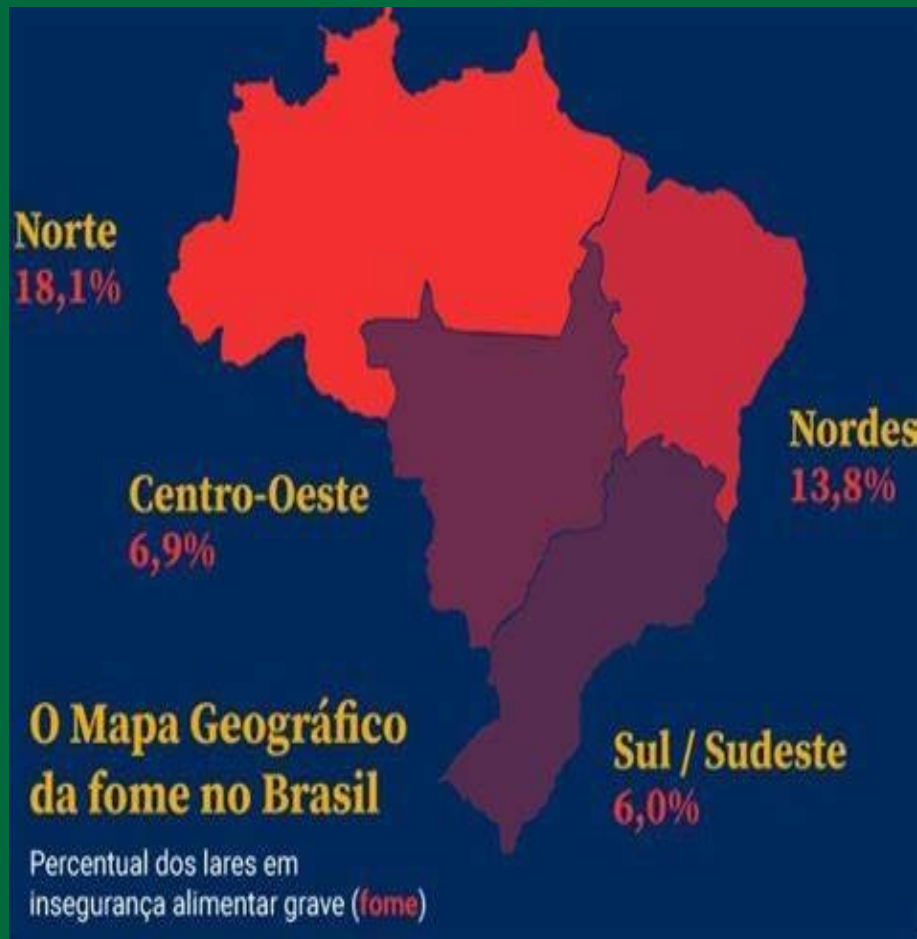 Norte
18,1%
Nordes
13,8%
Centro-Oeste
6,9%
O Mapa Geográfico
da fome no Brasil
Sul / Sudeste
6,0%
Percentual dos lares em
insegurança alimentar grave (fome)